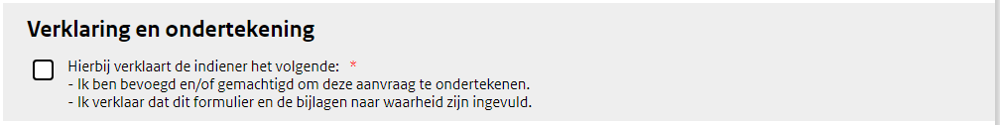 Verklaring en ondertekening
Hierbij verklaart de indiener het volgende: *
- Ik ben bevoegd en/of gemachtigd om deze aanvraag te ondertekenen.
- Ik verklaar dat dit formulier en de bijlagen naar waarheid zijn ingevuld.